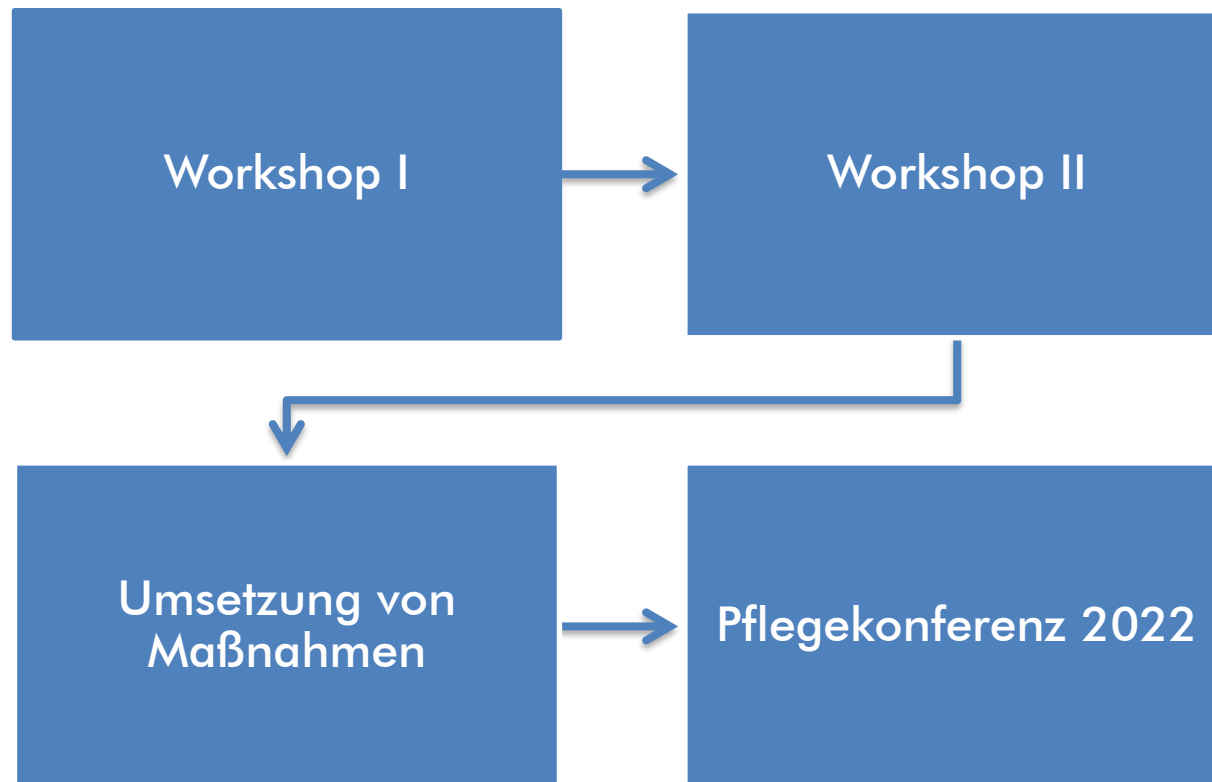 Workshop I
Workshop II
Umsetzung von
Maßnahmen
Pflegekonferenz 2022